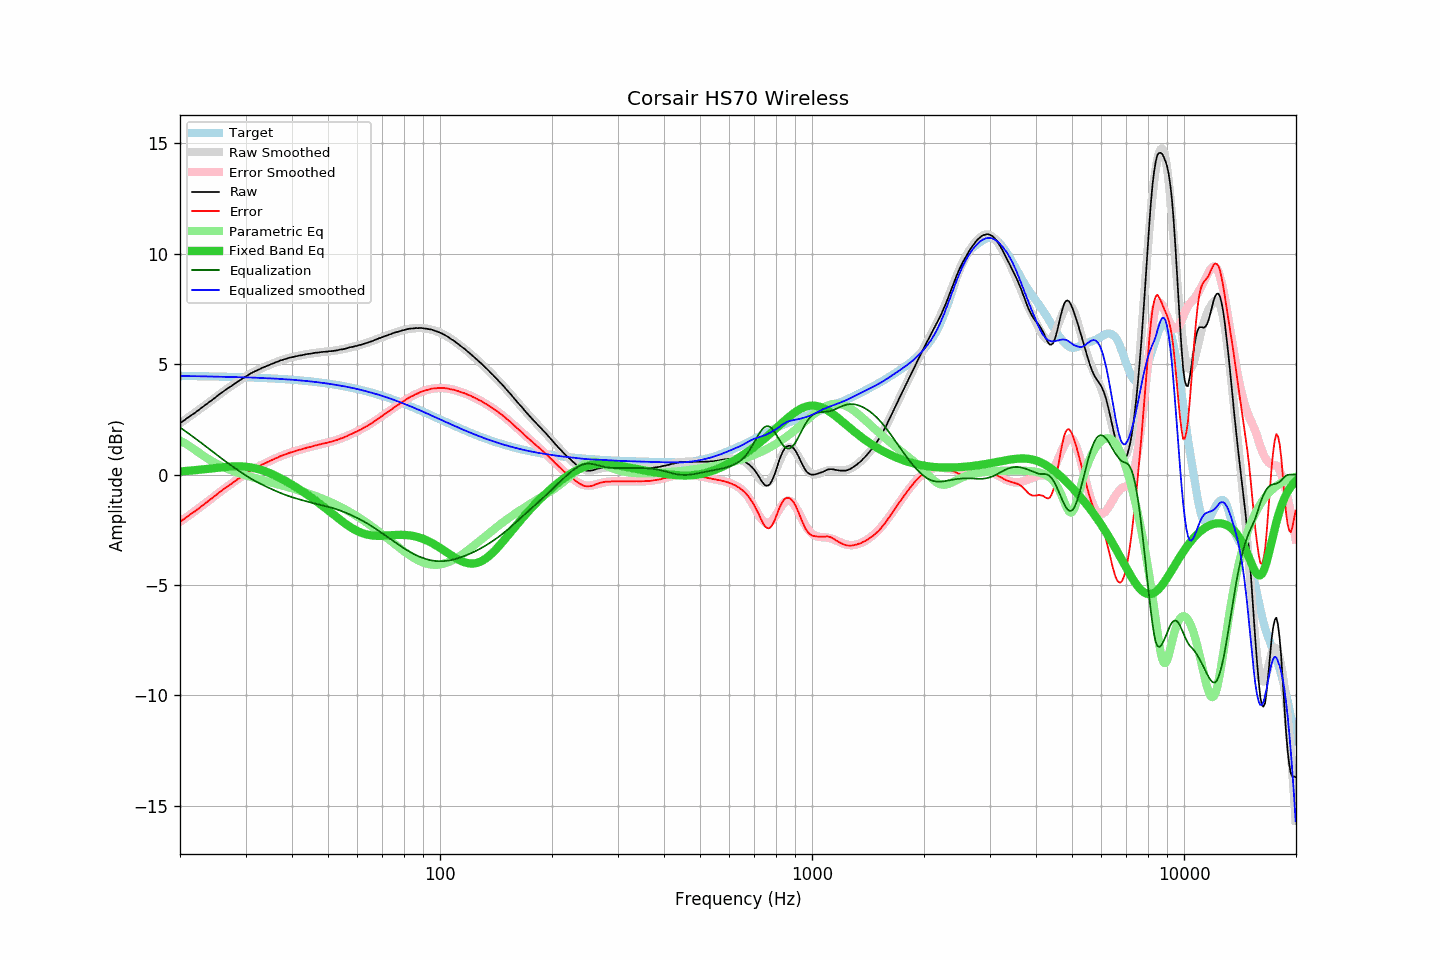 Corsair HS70 Wireless
Target
Raw Smoothed
Error Smoothed
Raw
Error
Parametric Eq
Fixed Band Eq
Equalization
Equalized smoothed
15
10
5
0
−5
−10
−15
Amplitude (dBr)
100
1000
10000
Frequency (Hz)